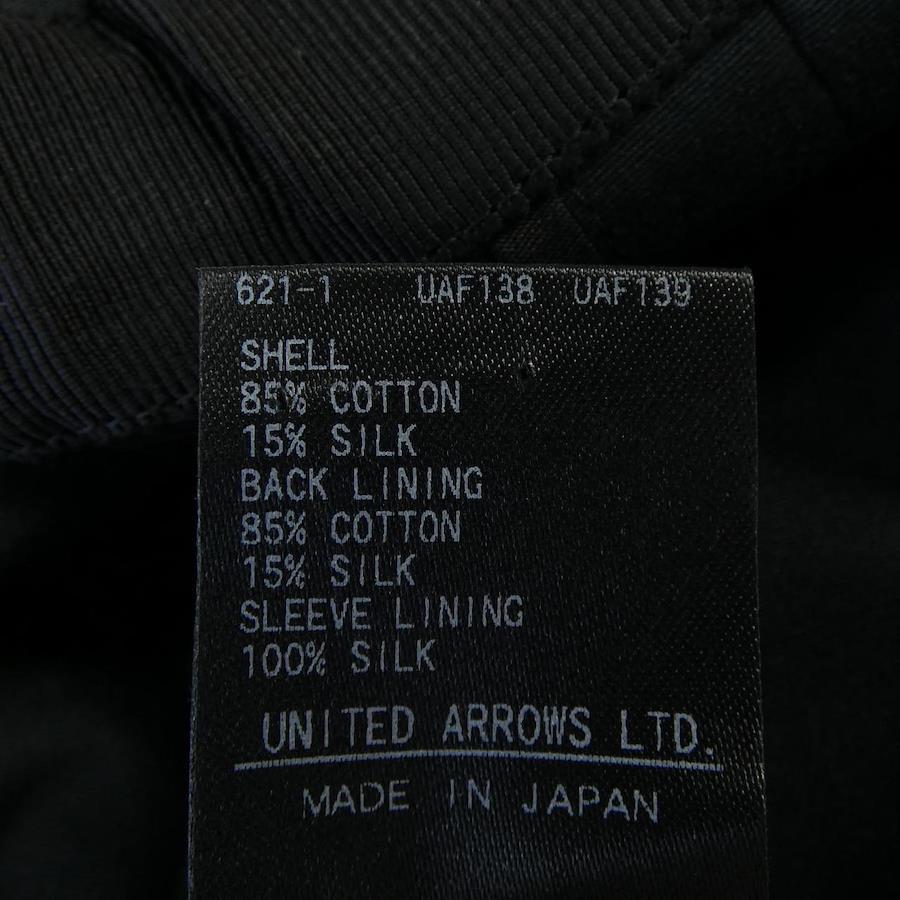 621-1 UAF138 UAF139
SHELL
85% COTTON
15% SILK
BACK LINING
85% COTTON
15% SILK
SLEEVE LINING
100% SILK
UNITED ARROWS LTD.
MADE IN JAPAN